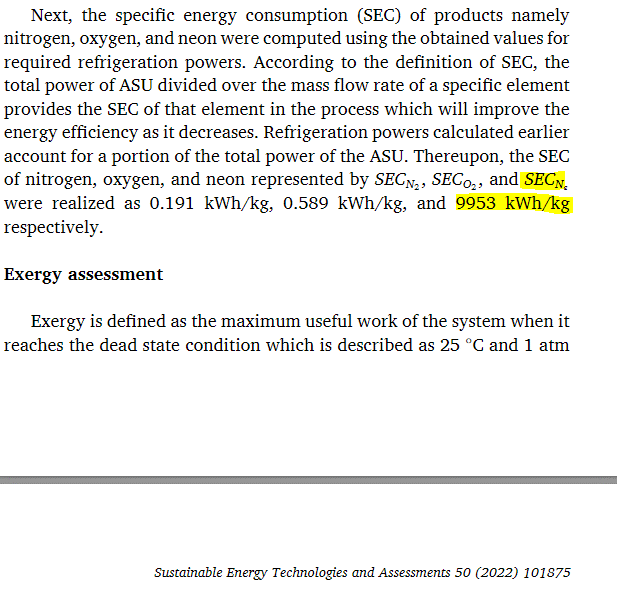 Next, the specific energy consumption (SEC) of products namely
nitrogen, oxygen, and neon were computed using the obtained values for
required refrigeration powers. According to the definition of SEC, the
total power of ASU divided over the mass flow rate of a specific element
provides the SEC of that element in the process which will improve the
energy efficiency as it decreases. Refrigeration powers calculated earlier
account for a portion of the total power of the ASU. Thereupon, the SEC
of nitrogen, oxygen, and neon represented by SEC_N₂, SEC_O₂, and SEC_Nₑ
were realized as 0.191 kWh/kg, 0.589 kWh/kg, and 9953 kWh/kg
respectively.
Exergy assessment
Exergy is defined as the maximum useful work of the system when it
reaches the dead state condition which is described as 25 °C and 1 atm
Sustainable Energy Technologies and Assessments 50 (2022) 101875